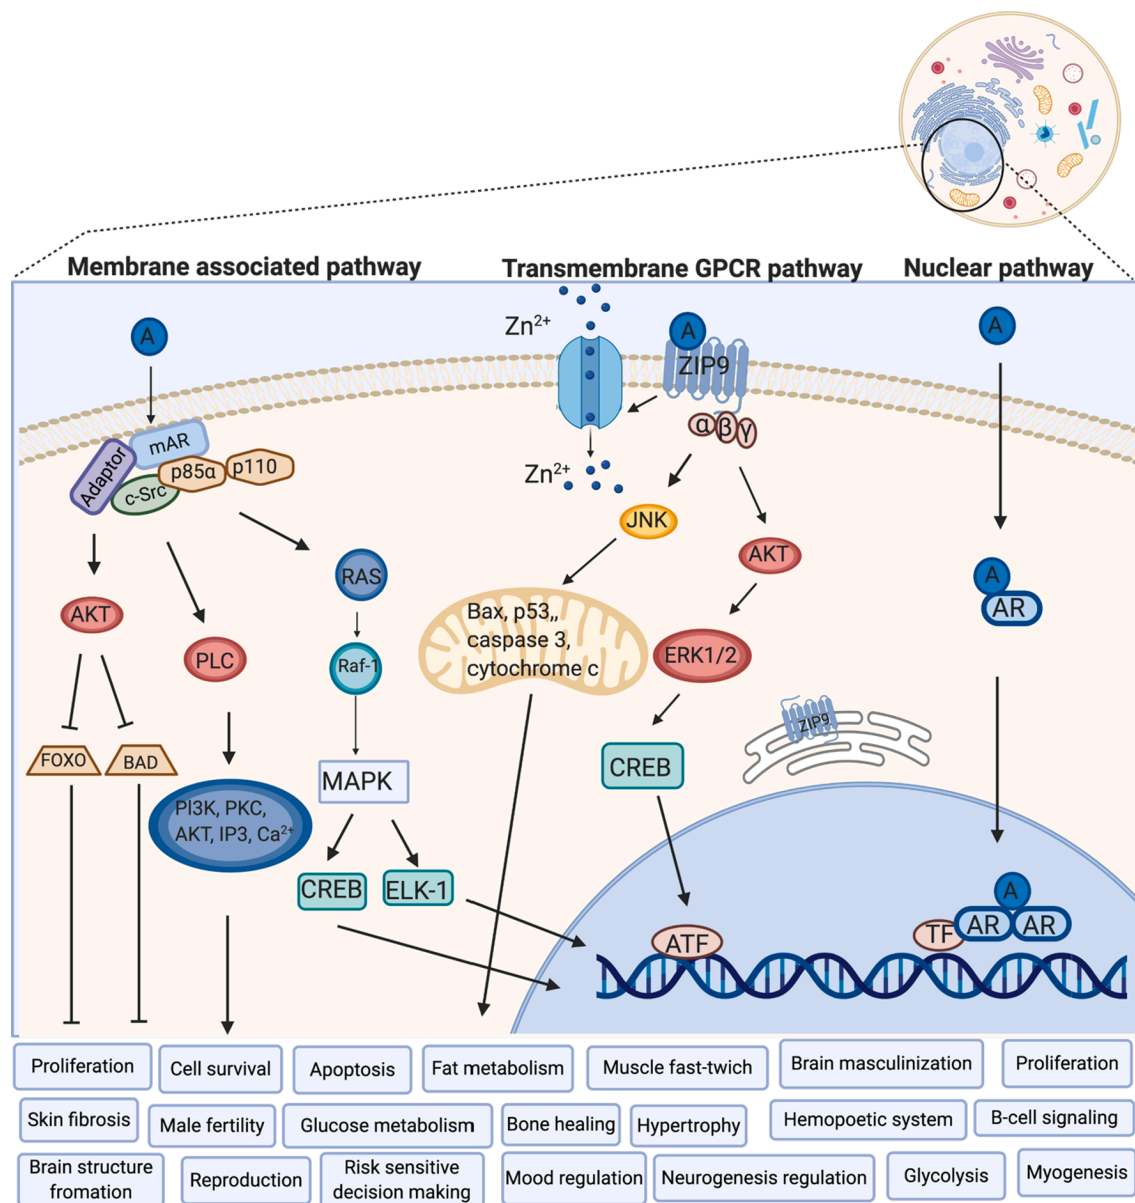 Membrane associated pathway
Transmembrane GPCR pathway
Nuclear pathway
A
Zn2+
A
ZIP9
A
mAR
Adaptor
p85α
p110
c-Src
α β γ
Zn2+
JNK
AKT
RAS
A
AR
AKT
Bax, p53,,
caspase 3,
cytochrome c
PLC
Raf-1
ERK1/2
ZIP9
FOXO
BAD
MAPK
CREB
PI3K, PKC,
AKT, IP3, Ca2+
CREB
ELK-1
A
ATF
TF
AR
AR
Proliferation
Cell survival
Apoptosis
Fat metabolism
Muscle fast-twich
Brain masculinization
Proliferation
Skin fibrosis
Male fertility
Glucose metabolism
Bone healing
Hypertrophy
Hemopoetic system
B-cell signaling
Brain structure
fromation
Reproduction
Risk sensitive
decision making
Mood regulation
Neurogenesis regulation
Glycolysis
Myogenesis